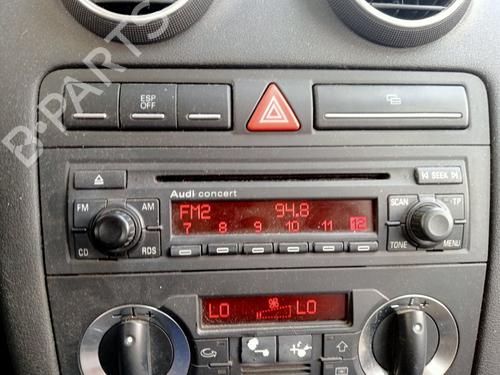 B-PARTS
ESP
OFF
Audi concert
SEEK
FM AM
FM2 94.8
7 8 9 10 11 12
CD RDS
SCAN TP
TONE MENU
LO LO